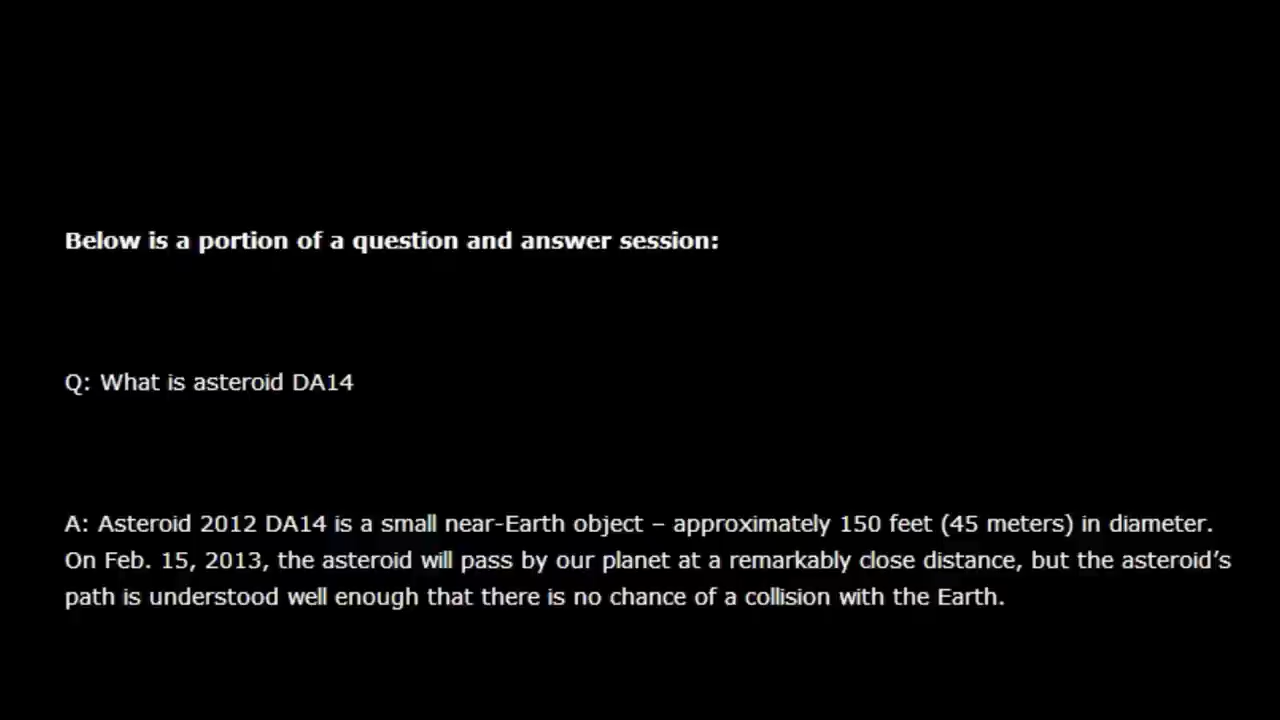 Below is a portion of a question and answer session:
Q: What is asteroid DA14
A: Asteroid 2012 DA14 is a small near-Earth object – approximately 150 feet (45 meters) in diameter.
On Feb. 15, 2013, the asteroid will pass by our planet at a remarkably close distance, but the asteroid’s
path is understood well enough that there is no chance of a collision with the Earth.